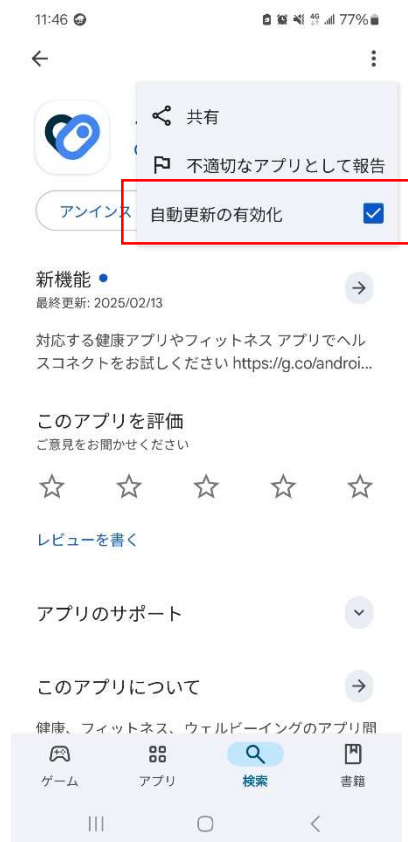 11:46
4G
77%
共有
不適切なアプリとして報告
アンインス
自動更新の有効化
新機能
最終更新: 2025/02/13
対応する健康アプリやフィットネス アプリでヘル
スコネクトをお試しください https://g.co/androi...
このアプリを評価
ご意見をお聞かせください
レビューを書く
アプリのサポート
このアプリについて
健康、フィットネス、ウェルビーイングのアプリ間
ゲーム
アプリ
検索
書籍